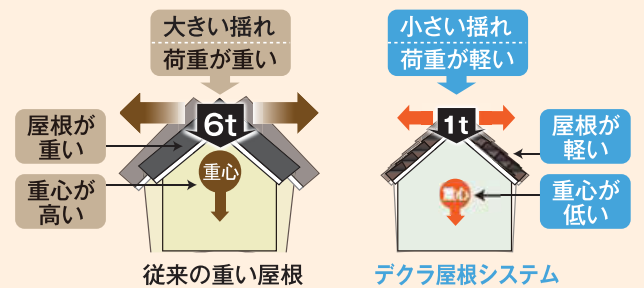 大きい揺れ
荷重が重い
屋根が
重い
重心が
高い
6t
重心
従来の重い屋根
小さい揺れ
荷重が軽い
1t
重心
屋根が
軽い
重心が
低い
デクラ屋根システム